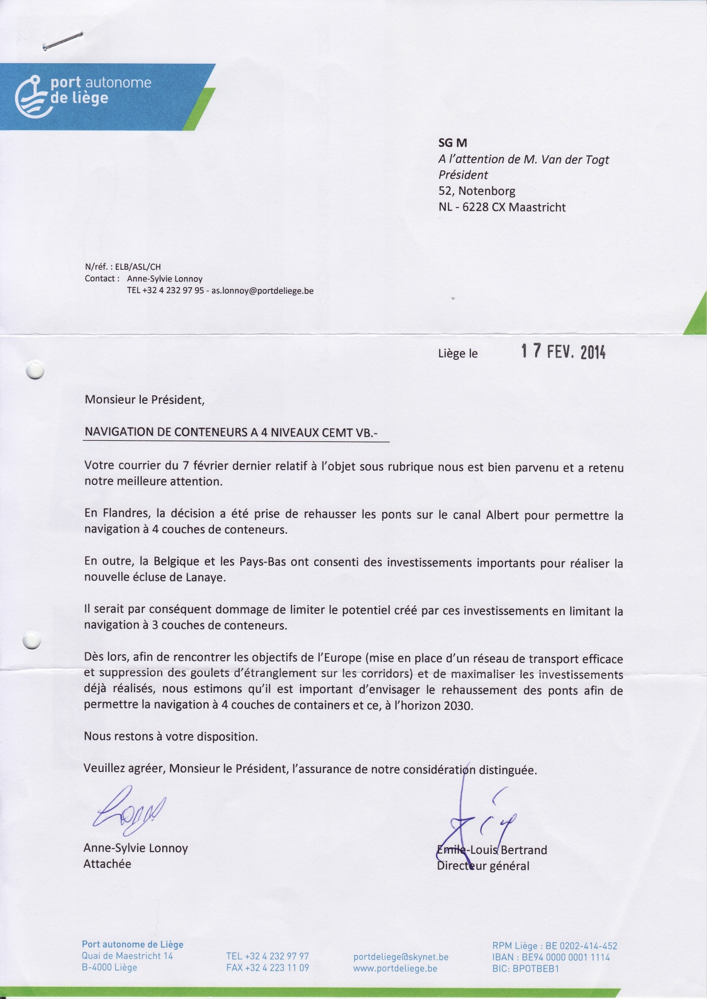 port autonome
de liège
SG M
A l'attention de M. Van der Togt
Président
52, Notenborg
NL - 6228 CX Maastricht
N/réf. : ELB/ASL/CH
Contact : Anne-Sylvie Lonnoy
TEL +32 4 232 97 95 - as.lonnoy@portdeliege.be
Liège le 17 FEV. 2014
Monsieur le Président,
NAVIGATION DE CONTENEURS A 4 NIVEAUX CEMT VB.-
Votre courrier du 7 février dernier relatif à l'objet sous rubrique nous est bien parvenu et a retenu
notre meilleure attention.
En Flandres, la décision a été prise de rehausser les ponts sur le canal Albert pour permettre la
navigation à 4 couches de conteneurs.
En outre, la Belgique et les Pays-Bas ont consenti des investissements importants pour réaliser la
nouvelle écluse de Lanaye.
Il serait par conséquent dommage de limiter le potentiel créé par ces investissements en limitant la
navigation à 3 couches de conteneurs.
Dès lors, afin de rencontrer les objectifs de l'Europe (mise en place d'un réseau de transport efficace
et suppression des goulets d'étranglement sur les corridors) et de maximaliser les investissements
déjà réalisés, nous estimons qu'il est important d'envisager le rehaussement des ponts afin de
permettre la navigation à 4 couches de containers et ce, à l'horizon 2030.
Nous restons à votre disposition.
Veuillez agréer, Monsieur le Président, l'assurance de notre considération distinguée.
Anne-Sylvie Lonnoy
Attachée
Emile-Louis Bertrand
Directeur général
Port autonome de Liège
Quai de Maestricht 14
B-4000 Liège
TEL +32 4 232 97 97
FAX +32 4 223 11 09
portdeliege@skynet.be
www.portdeliege.be
RPM Liège : BE 0202-414-452
IBAN : BE94 0000 0001 1114
BIC: BPOTBEB1